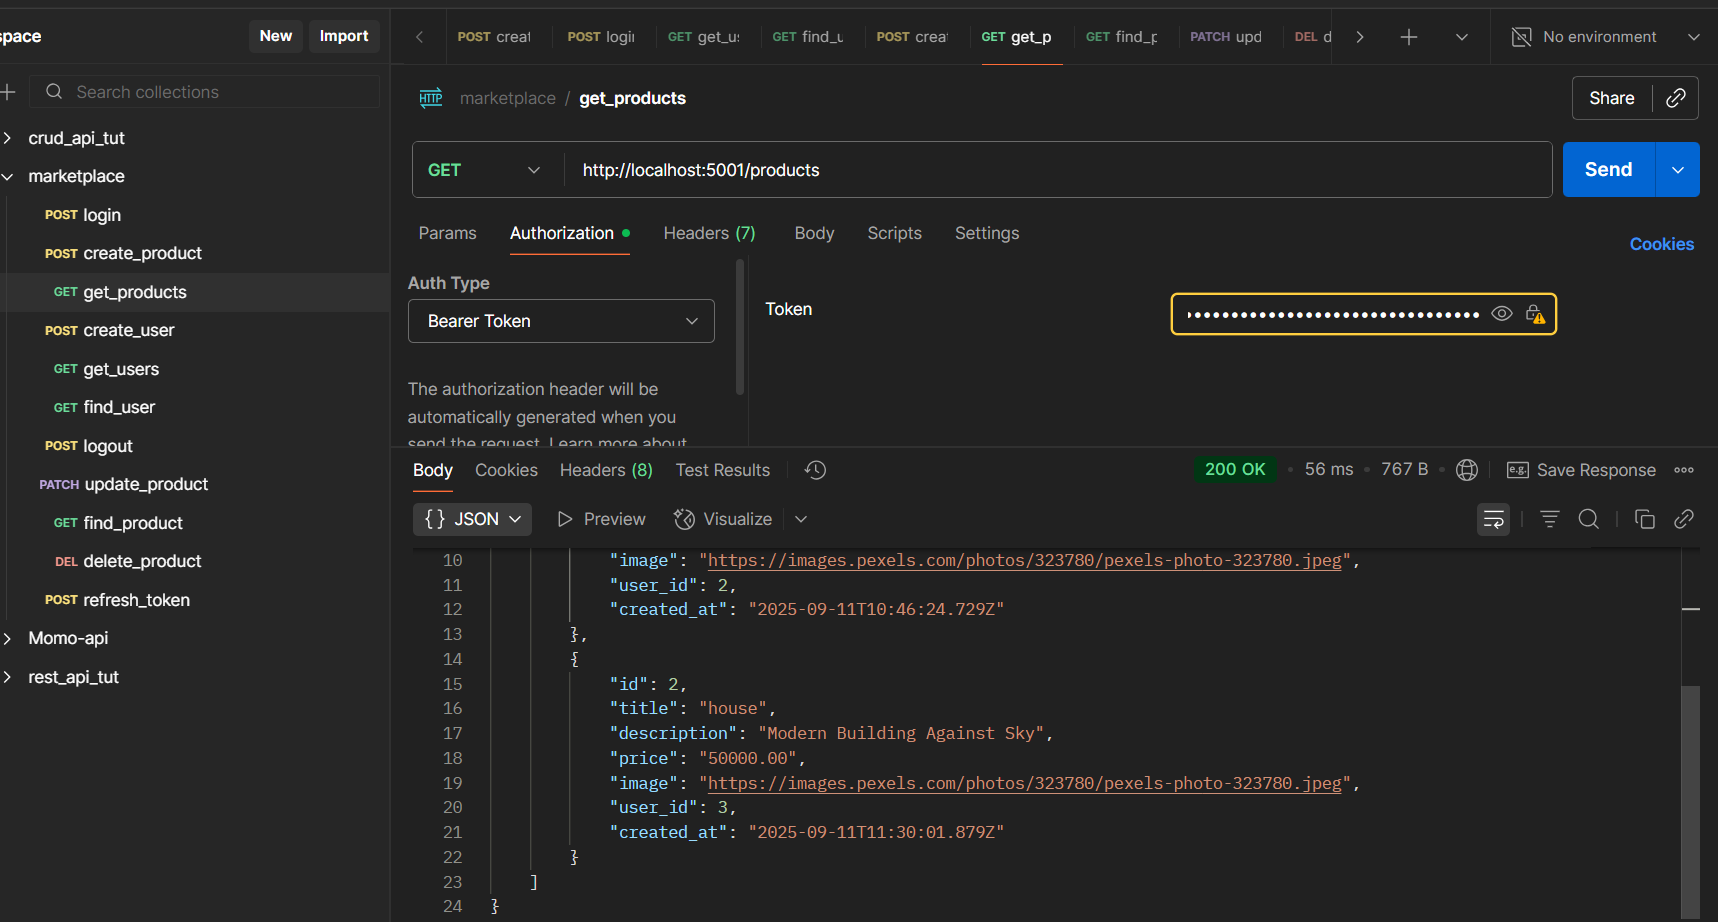 space
New
Import
POST creat
POST login
GET get_us
GET find_u
POST crea
GET get_p
GET find_p
PATCH upd
DEL d
No environment
Search collections
marketplace / get_products
Share
crud_api_tut
marketplace
POST login
POST create_product
GET get_products
POST create_user
GET get_users
GET find_user
POST logout
PATCH update_product
GET find_product
DEL delete_product
POST refresh_token
Momo-api
rest_api_tut
GET
http://localhost:5001/products
Send
Params
Authorization
Headers (7)
Body
Scripts
Settings
Cookies
Auth Type
Bearer Token
The authorization header will be
automatically generated when you
send the request. Learn more about
Token
Body
Cookies
Headers (8)
Test Results
200 OK
56 ms
767 B
e.g.
Save Response
{} JSON
Preview
Visualize
10 "image": "https://images.pexels.com/photos/323780/pexels-photo-323780.jpeg",
11 "user_id": 2,
12 "created_at": "2025-09-11T10:46:24.729Z"
13 },
14 {
15 "id": 2,
16 "title": "house",
17 "description": "Modern Building Against Sky",
18 "price": "50000.00",
19 "image": "https://images.pexels.com/photos/323780/pexels-photo-323780.jpeg",
20 "user_id": 3,
21 "created_at": "2025-09-11T11:30:01.879Z"
22 }
23 ]
24 }